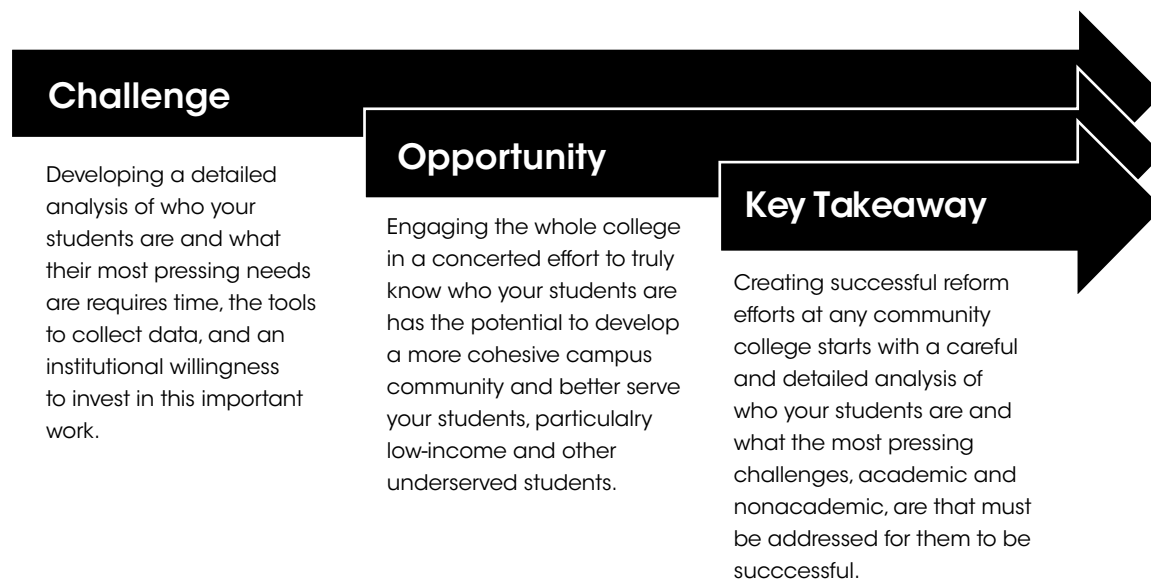 Challenge
Developing a detailed
analysis of who your
students are and what
their most pressing needs
are requires time, the tools
to collect data, and an
institutional willingness
to invest in this important
work.
Opportunity
Engaging the whole college
in a concerted effort to truly
know who your students are
has the potential to develop
a more cohesive campus
community and better serve
your students, particulalry
low-income and other
underserved students.
Key Takeaway
Creating successful reform
efforts at any community
college starts with a careful
and detailed analysis of
who your students are and
what the most pressing
challenges, academic and
nonacademic, are that must
be addressed for them to be
succcessful.